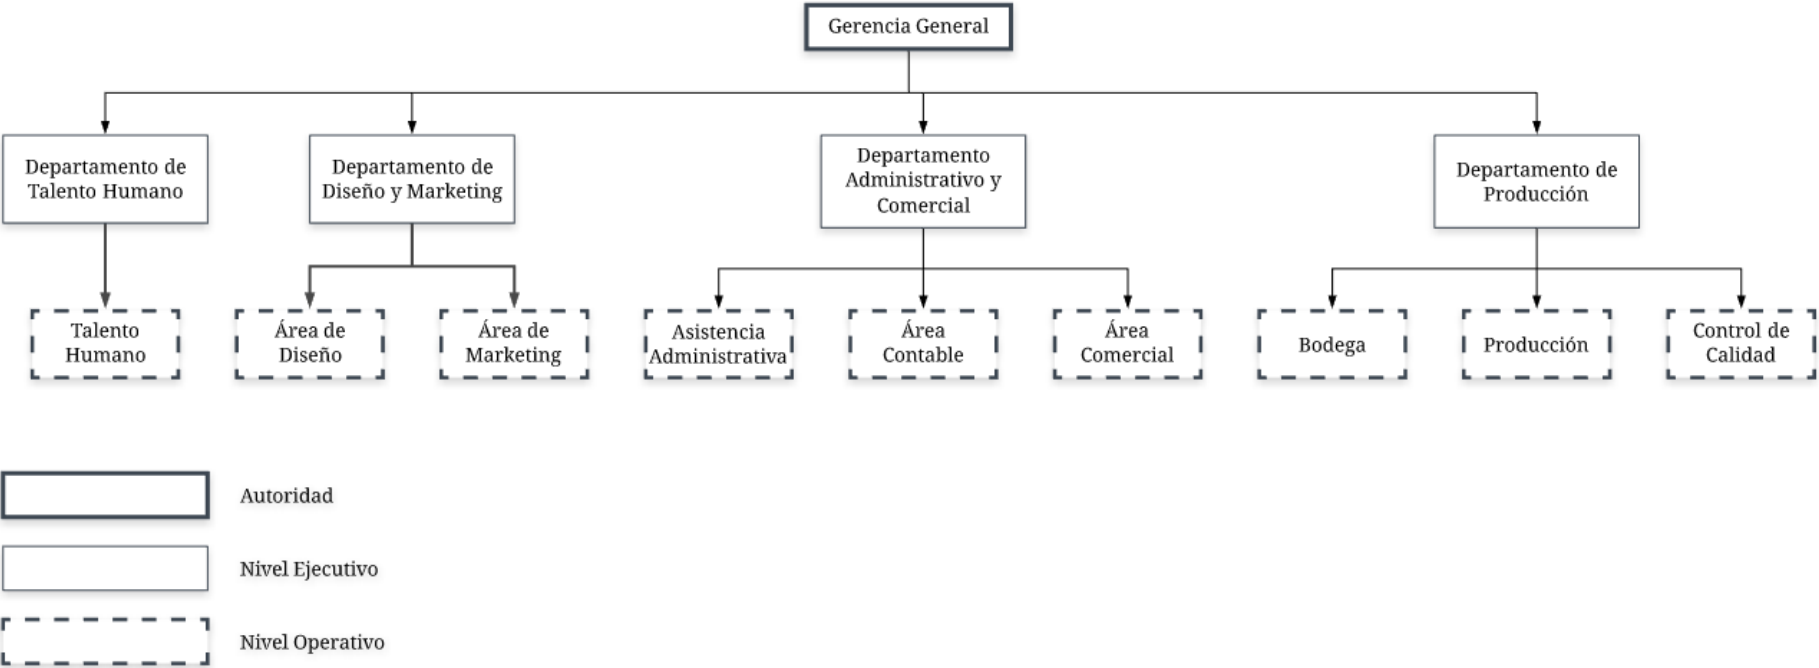 Gerencia General
Departamento de
Talento Humano
Departamento de
Diseño y Marketing
Departamento
Administrativo y
Comercial
Departamento de
Producción
Talento
Humano
Área de
Diseño
Área de
Marketing
Asistencia
Administrativa
Área
Contable
Área
Comercial
Bodega
Producción
Control de
Calidad
Autoridad
Nivel Ejecutivo
Nivel Operativo